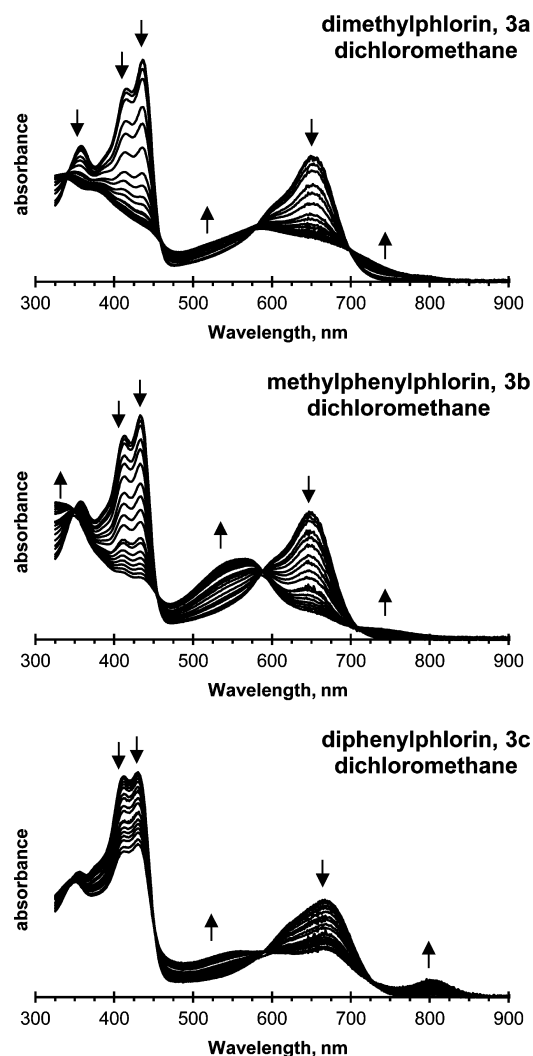 dimethylphlorin, 3a
dichloromethane
absorbance
300 400 500 600 700 800 900
Wavelength, nm
methylphenylphlorin, 3b
dichloromethane
absorbance
300 400 500 600 700 800 900
Wavelength, nm
diphenylphlorin, 3c
dichloromethane
absorbance
300 400 500 600 700 800 900
Wavelength, nm